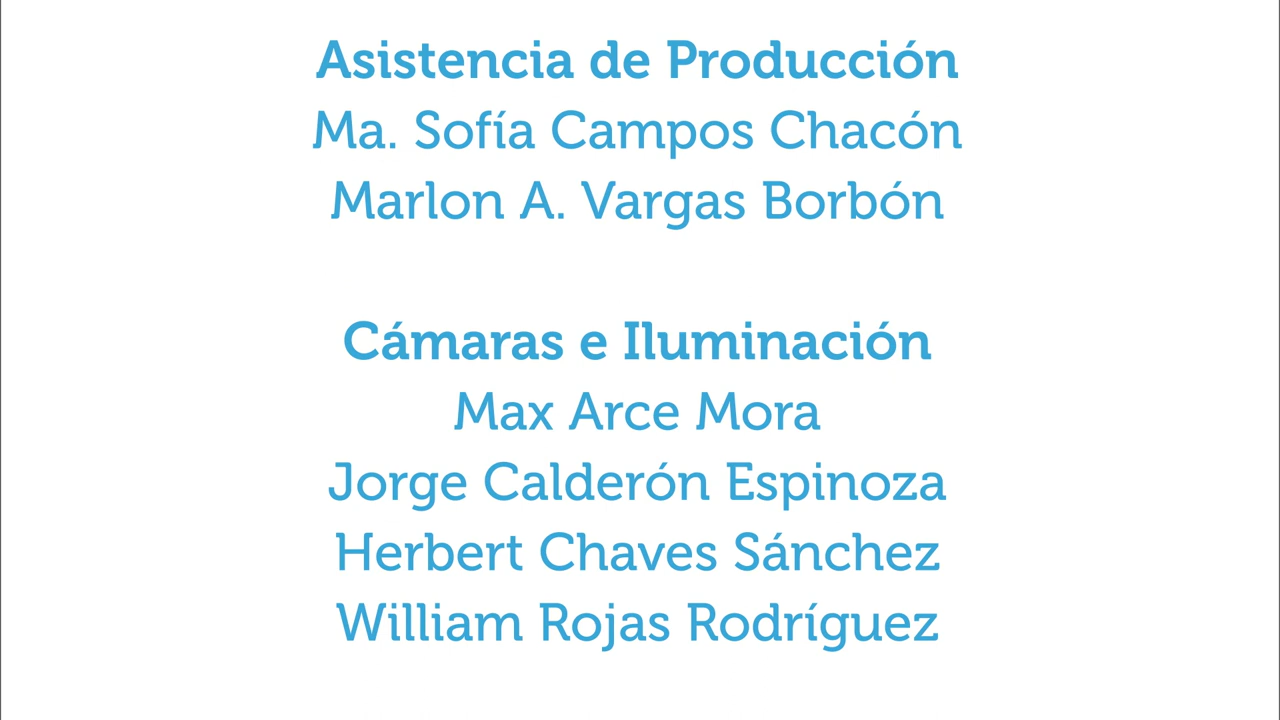 Asistencia de Producción
Ma. Sofía Campos Chacón
Marlon A. Vargas Borbón
Cámaras e Iluminación
Max Arce Mora
Jorge Calderón Espinoza
Herbert Chaves Sánchez
William Rojas Rodríguez